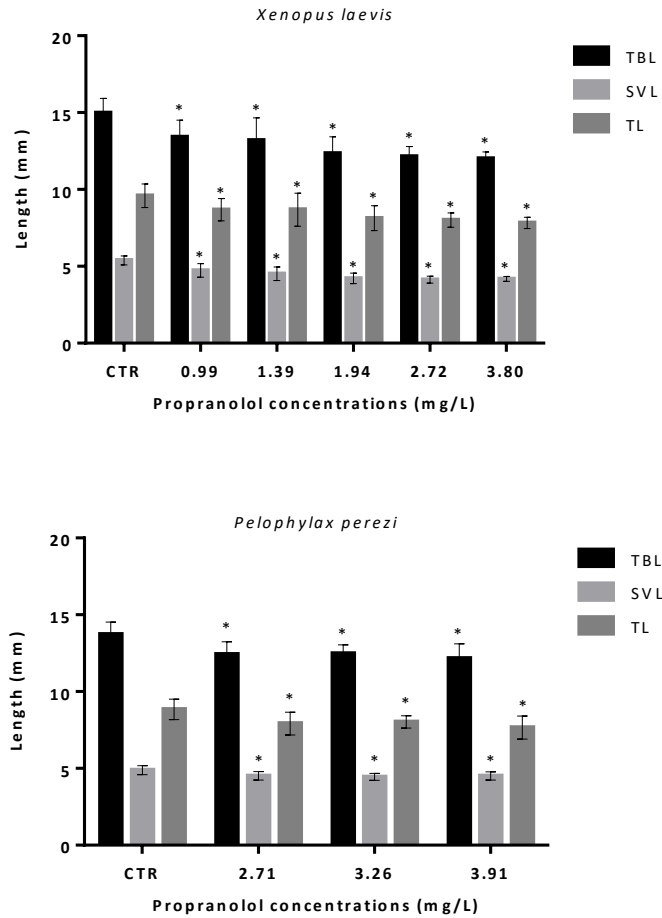 Xenopus laevis
20
15
10
5
0
Length (mm)
* * * * *
* * * * *
* * * * *
TBL
SVL
TL
CTR 0.99 1.39 1.94 2.72 3.80
Propranolol concentrations (mg/L)
Pelophylax perezi
20
15
10
5
0
Length (mm)
* * *
* * *
* * *
TBL
SVL
TL
CTR 2.71 3.26 3.91
Propranolol concentrations (mg/L)